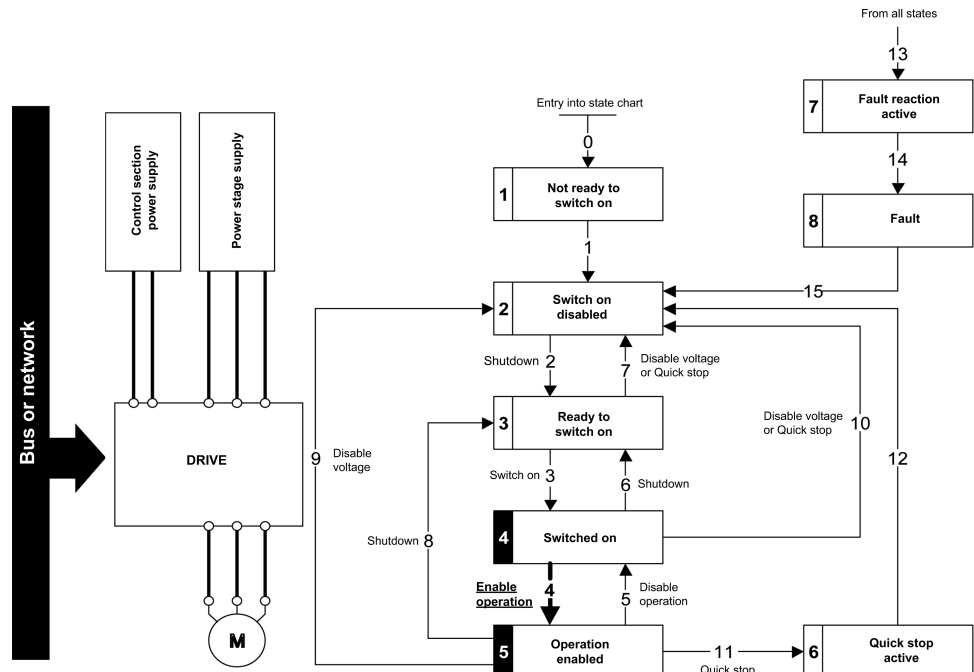 From all states
13
7
Fault reaction
active
Entry into state chart
0
14
Control section
power supply
Power stage supply
1
Not ready to
switch on
8
Fault
1
15
2
Switch on
disabled
Shutdown 2
7
Disable voltage
or Quick stop
Bus or network
3
Ready to
switch on
Disable voltage
or Quick stop
10
DRIVE
9
Disable
voltage
12
Switch on 3
6 Shutdown
4
Switched on
Shutdown 8
Enable
operation
4
5
Disable
operation
M
5
Operation
enabled
11
Quick stop
6
Quick stop
active